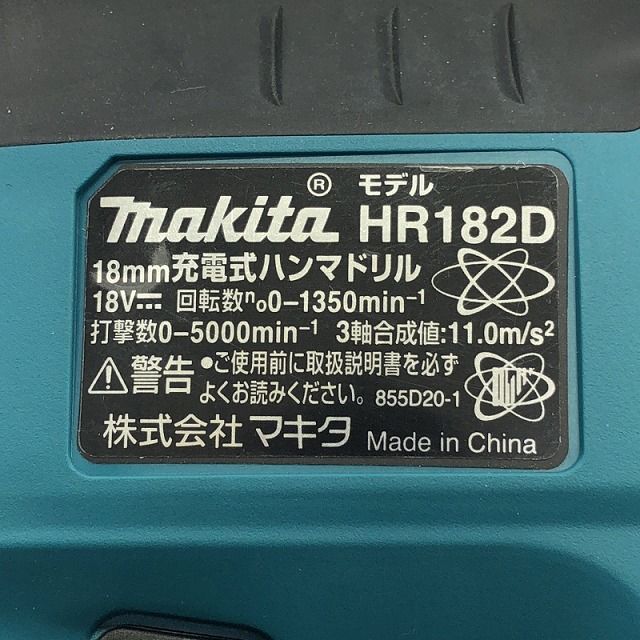 ® モデル
makita HR182D
18mm充電式ハンマドリル
18V⎓ 回転数n₀0-1350min⁻¹
打撃数0-5000min⁻¹ 3軸合成値:11.0m/s²
警告 ●ご使用前に取扱説明書を必ず
よくお読みください。 855D20-1
株式会社 マキタ Made in China